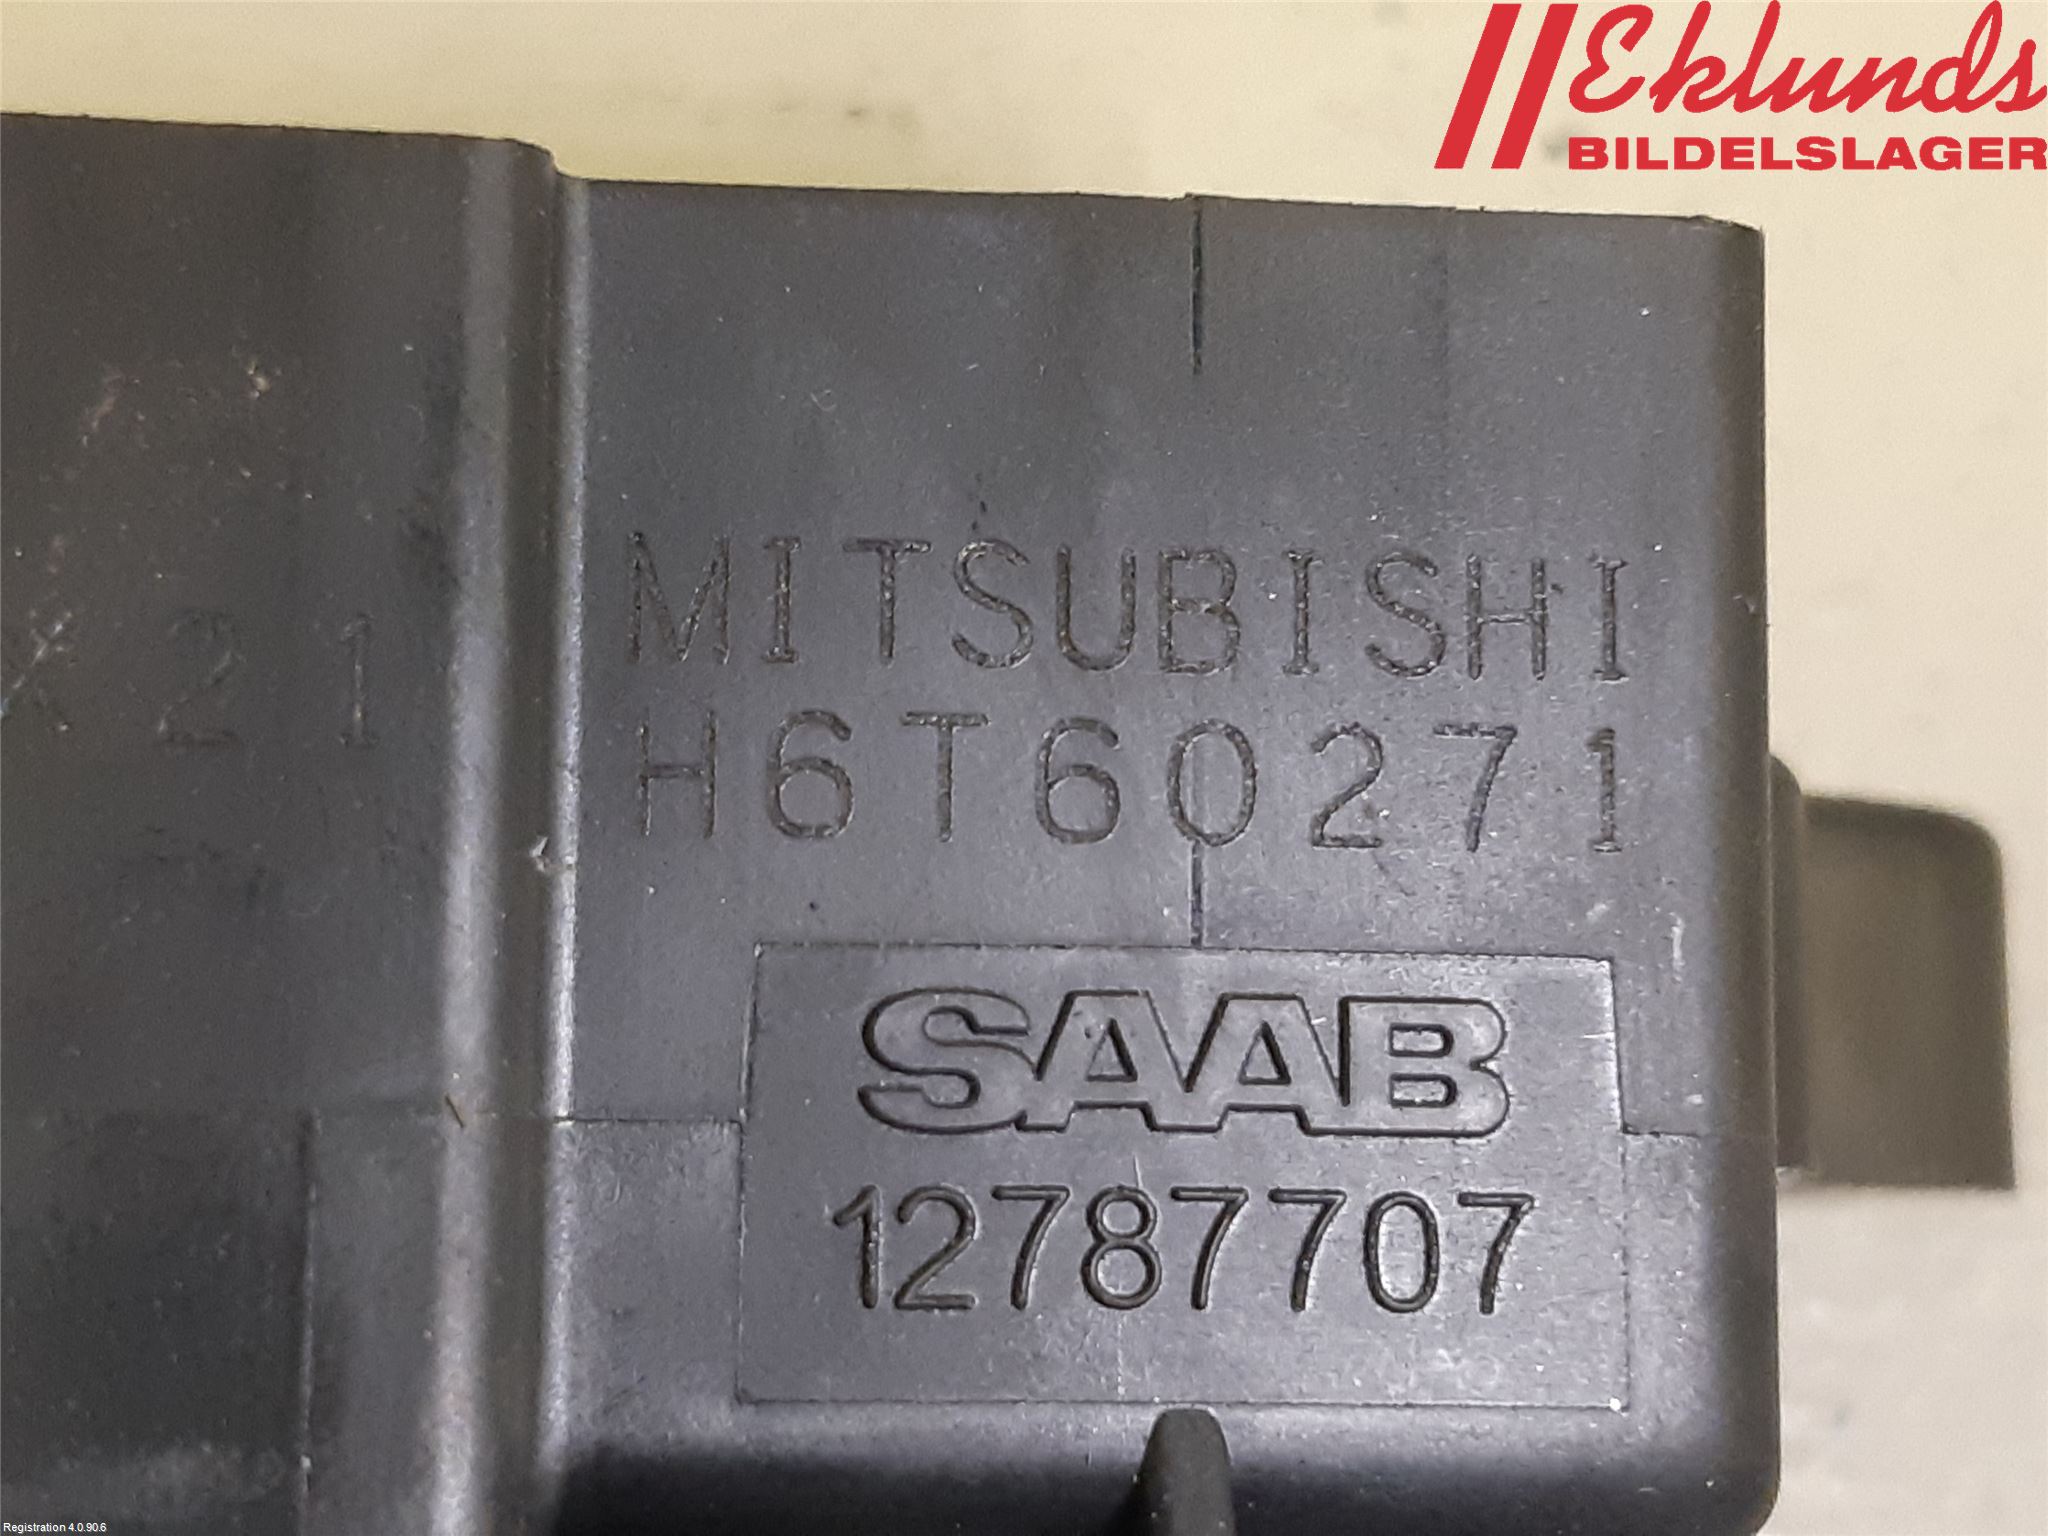 Eklunds
BILDELSLAGER
MITSUBISHI
X21
H6T60271
SAAB
12787707
Registration 4.0.90.6